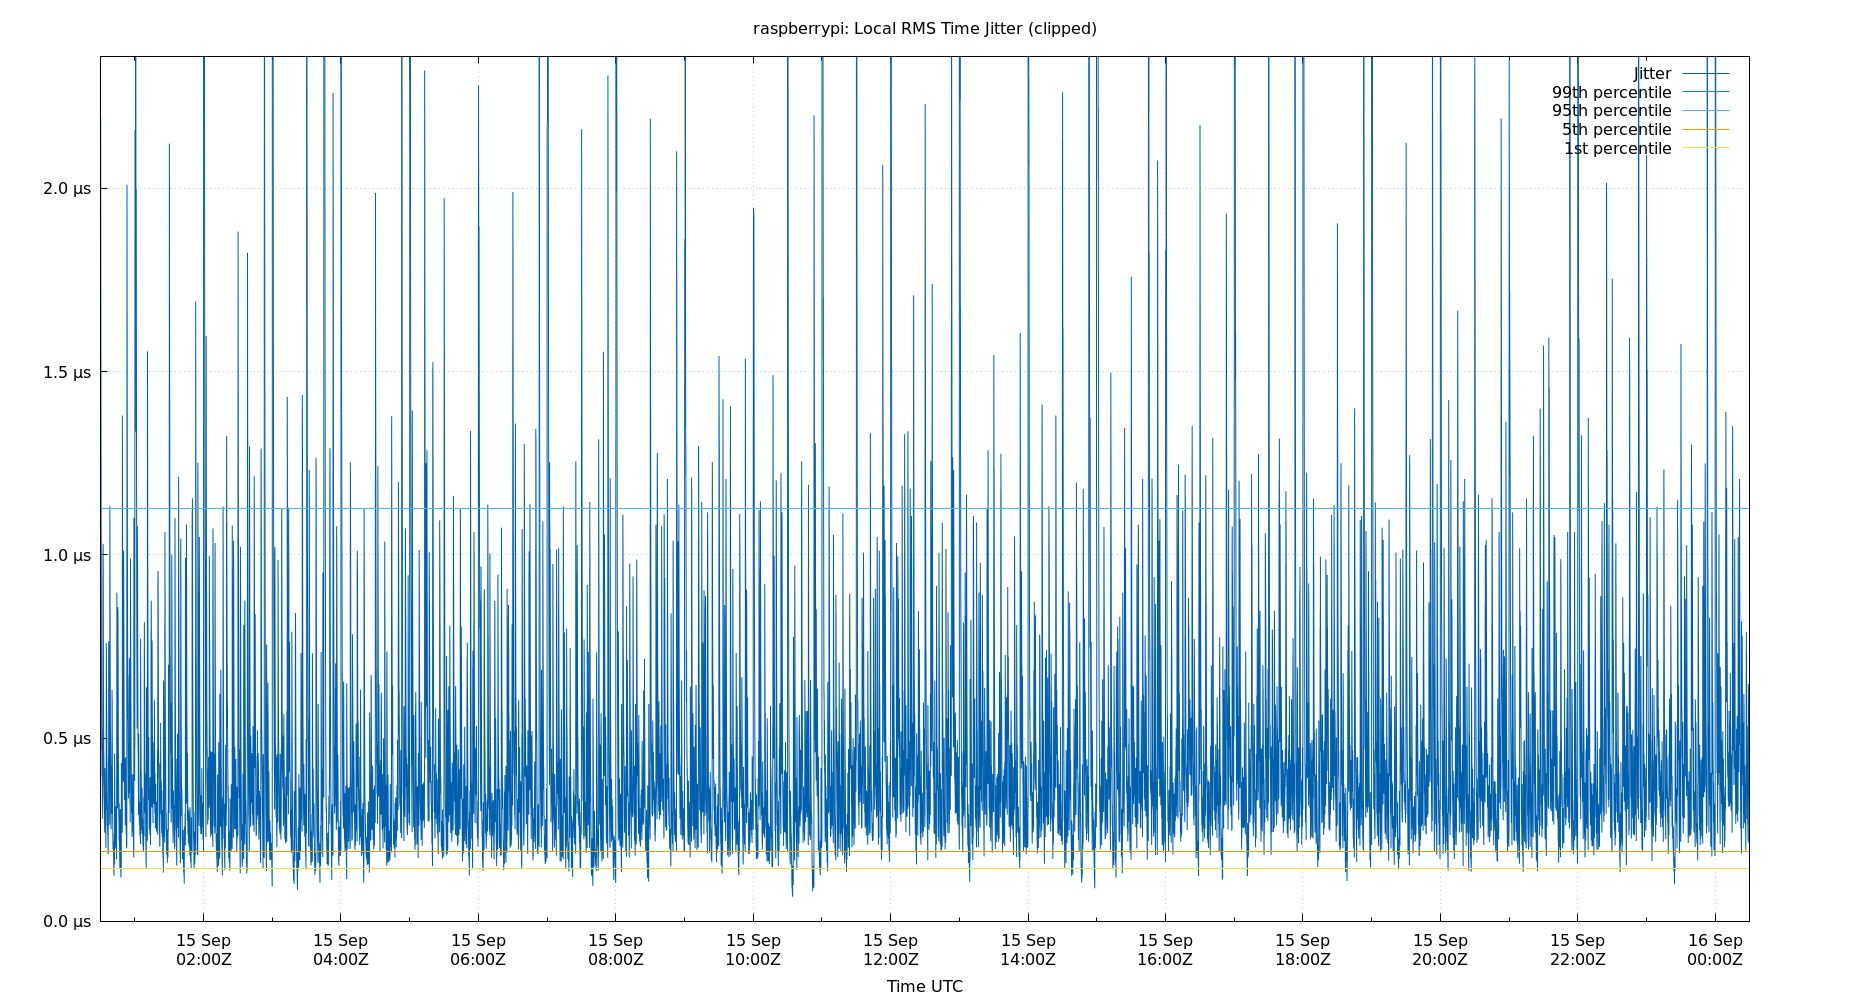 raspberrypi: Local RMS Time Jitter (clipped)
Jitter
99th percentile
95th percentile
5th percentile
1st percentile
2.0 µs
1.5 µs
1.0 µs
0.5 µs
0.0 µs
15 Sep 15 Sep 15 Sep 15 Sep 15 Sep 15 Sep 15 Sep 15 Sep 15 Sep 15 Sep 15 Sep 16 Sep
02:00Z 04:00Z 06:00Z 08:00Z 10:00Z 12:00Z 14:00Z 16:00Z 18:00Z 20:00Z 22:00Z 00:00Z
Time UTC